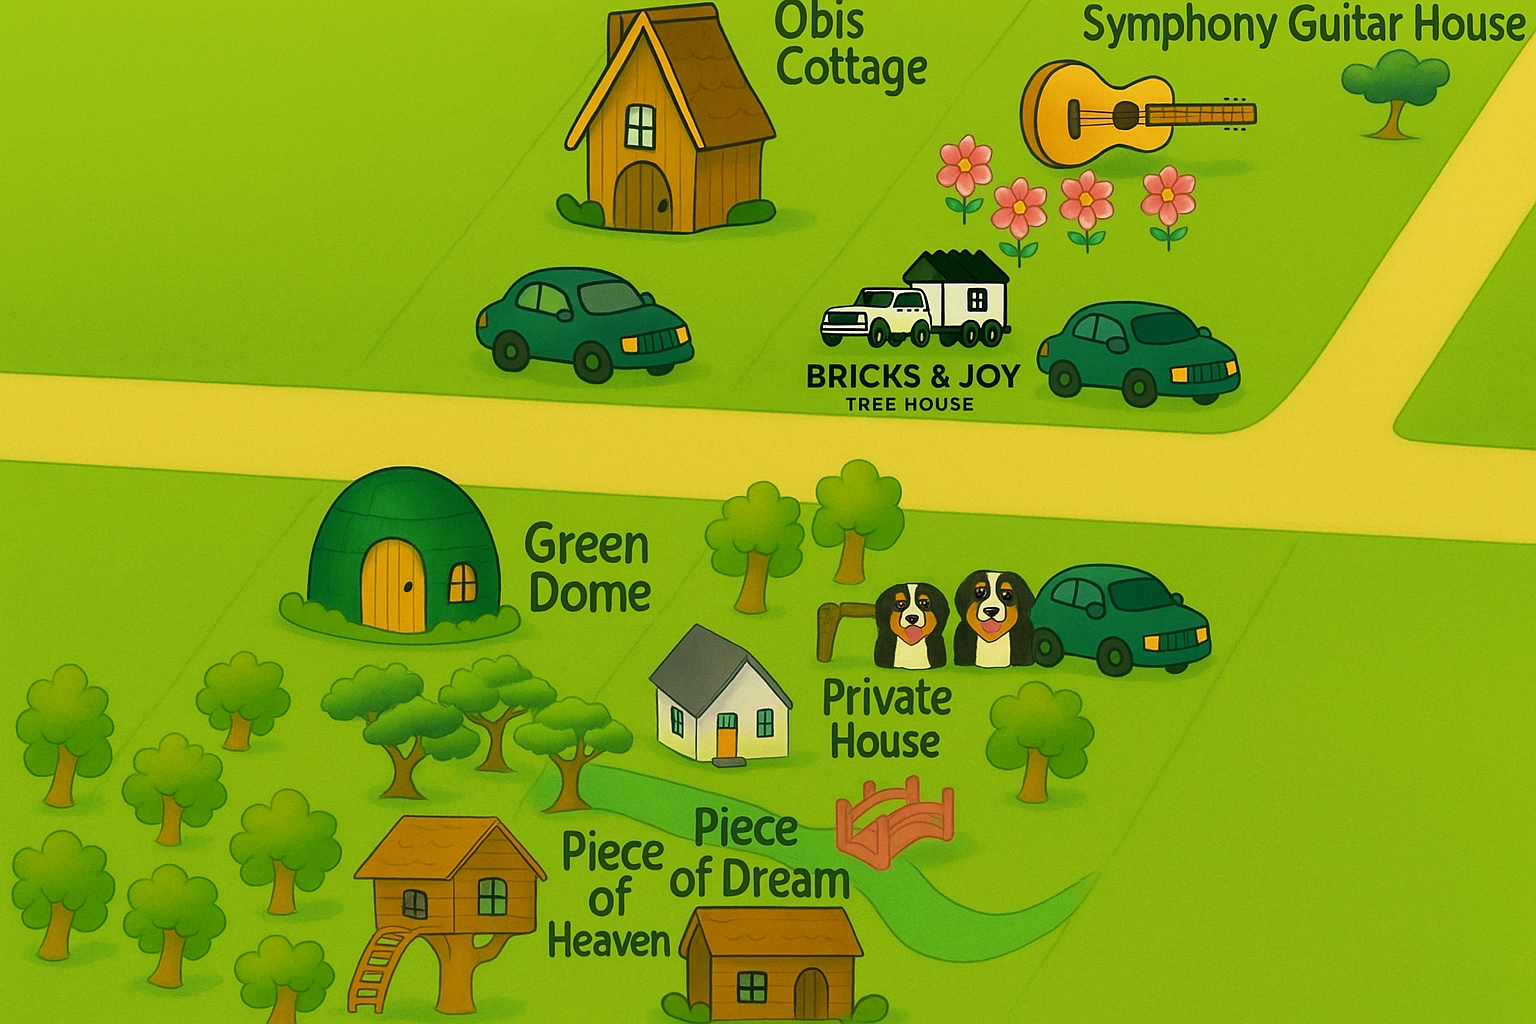 Obis
Cottage
Symphony Guitar House
BRICKS & JOY
TREE HOUSE
Green
Dome
Private
House
Piece
of
Heaven
Piece
of Dream